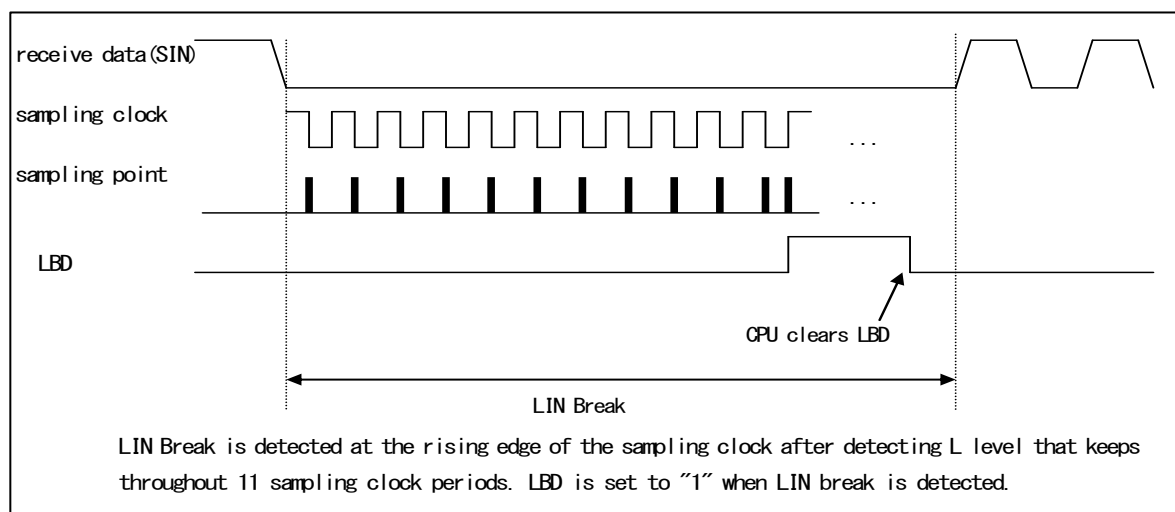 receive data(SIN)
sampling clock
...
sampling point
...
LBD
CPU clears LBD
LIN Break
LIN Break is detected at the rising edge of the sampling clock after detecting L level that keeps
throughout 11 sampling clock periods. LBD is set to "1" when LIN break is detected.